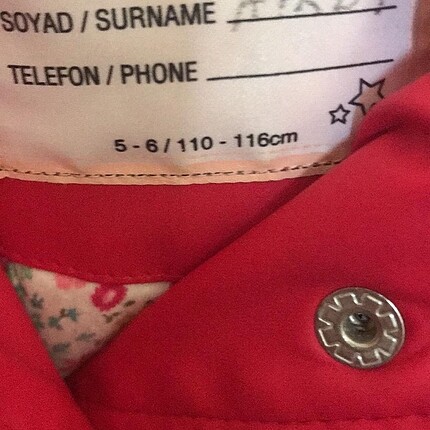 SOYAD / SURNAME
TELEFON / PHONE
5 - 6 / 110 - 116cm